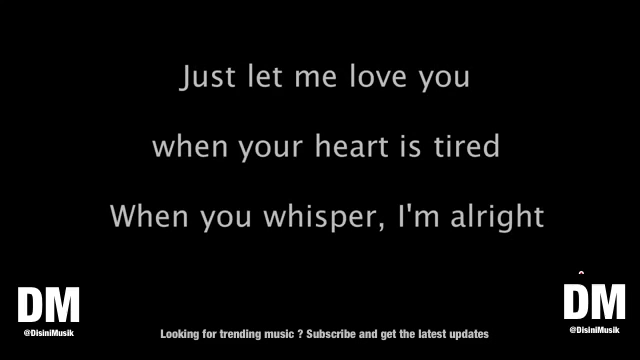 Just let me love you
when your heart is tired
When you whisper, I'm alright
DM
@DisiniMusik
DM
@DisiniMusik
Looking for trending music ? Subscribe and get the latest updates